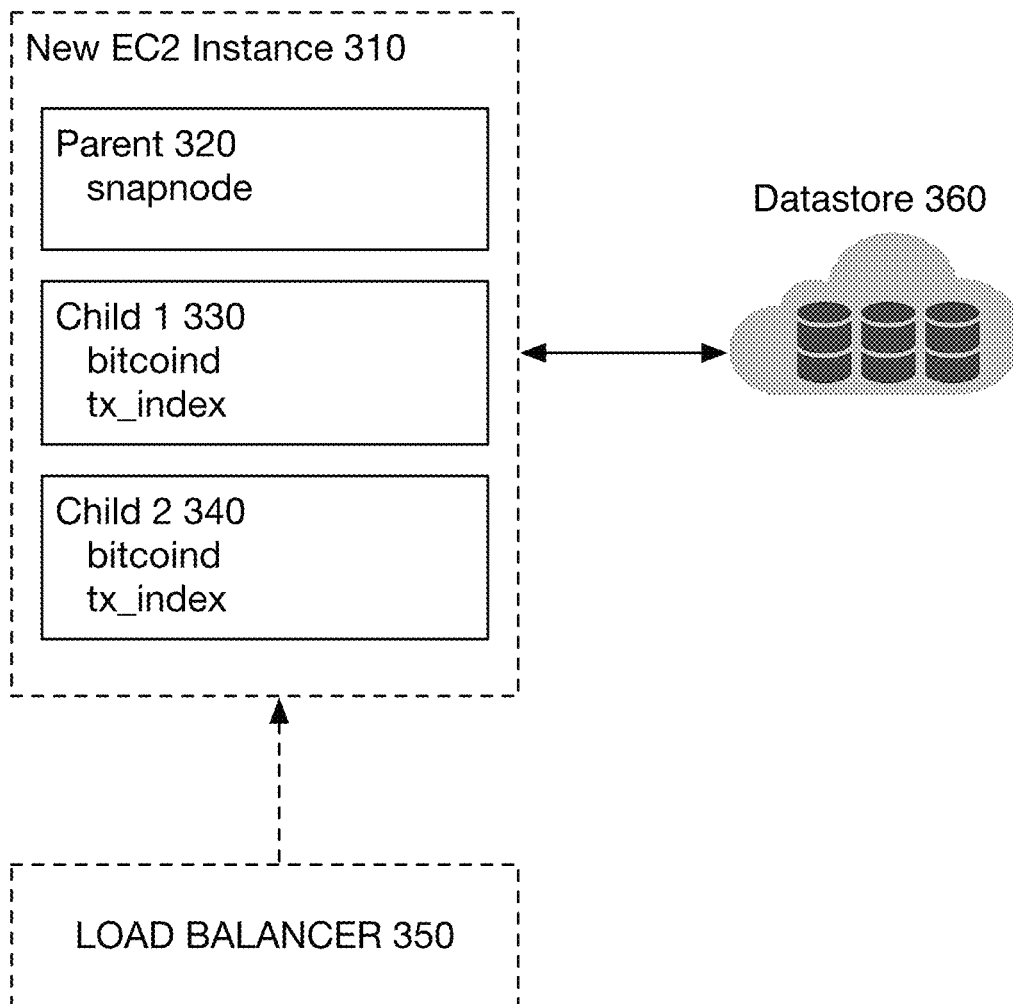 New EC2 Instance 310
Parent 320
snapnode
Datastore 360
Child 1 330
bitcoind
tx_index
Child 2 340
bitcoind
tx_index
LOAD BALANCER 350